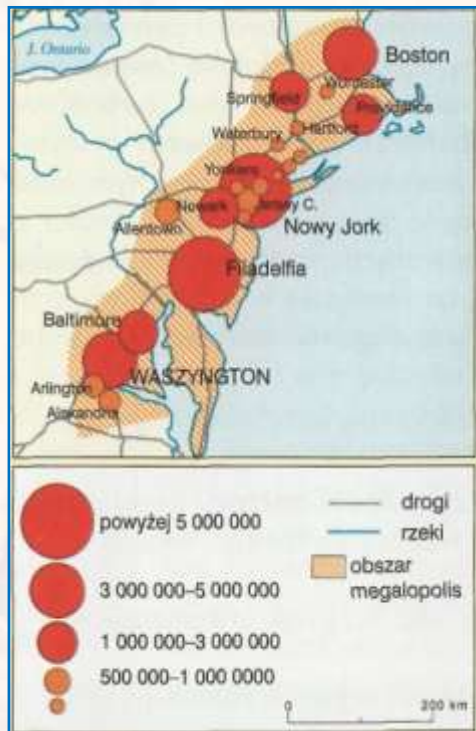 J. Ontario
Boston
Worcester
Springfield
Providance
Hartford
Waterbury
Yonkers
Newark
Jersey C.
Allentown
Nowy Jork
Filadelfia
Baltimore
WASZYNGTON
Arlington
Alexandria
powyżej 5 000 000
3 000 000–5 000 000
1 000 000–3 000 000
500 000–1 000 0000
drogi
rzeki
obszar
megalopolis
0 200 km